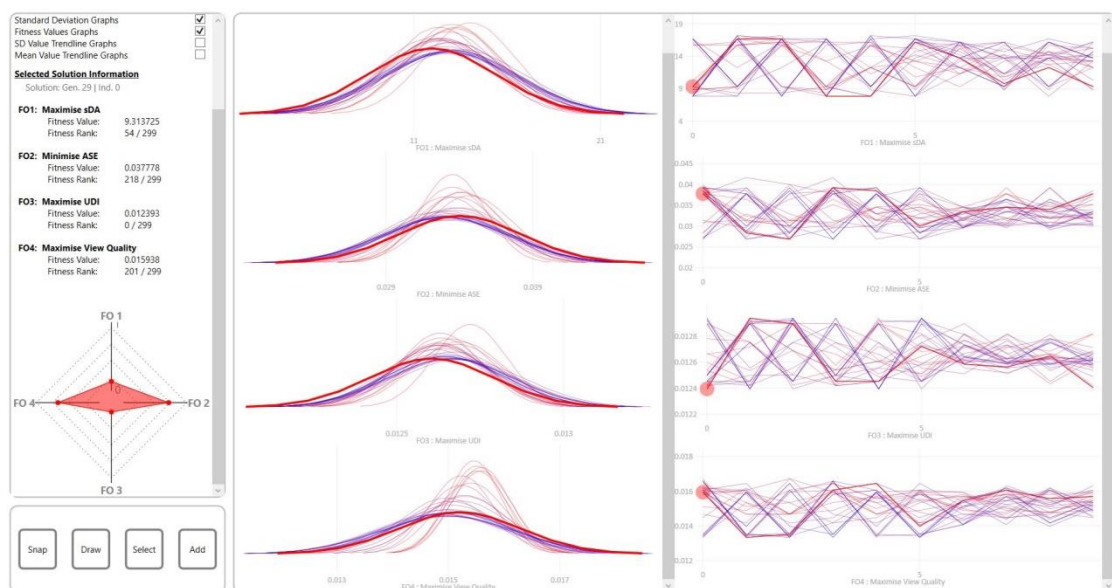 Standard Deviation Graphs
Fitness Values Graphs
SD Value Trendline Graphs
Mean Value Trendline Graphs
Selected Solution Information
Solution: Gen. 29 | Ind. 0
FO1: Maximise sDA
Fitness Value: 9.313725
Fitness Rank: 54 / 299
FO2: Minimise ASE
Fitness Value: 0.037778
Fitness Rank: 218 / 299
FO3: Maximise UDI
Fitness Value: 0.012393
Fitness Rank: 0 / 299
FO4: Maximise View Quality
Fitness Value: 0.015938
Fitness Rank: 201 / 299
FO 1
1
0
FO 4
FO 2
FO 3
Snap
Draw
Select
Add
11
21
FO1 : Maximise sDA
0.029
0.039
FO2 : Minimise ASE
0.0125
0.013
FO3 : Maximise UDI
0.013
0.015
0.017
FO4 : Maximise View Quality
19
14
9
4
0
5
FO1 : Maximise sDA
0.045
0.04
0.035
0.03
0.025
0.02
0
5
FO2 : Minimise ASE
0.0128
0.0126
0.0124
0.0122
0
5
FO3 : Maximise UDI
0.018
0.016
0.014
0.012
0
5
FO4 : Maximise View Quality